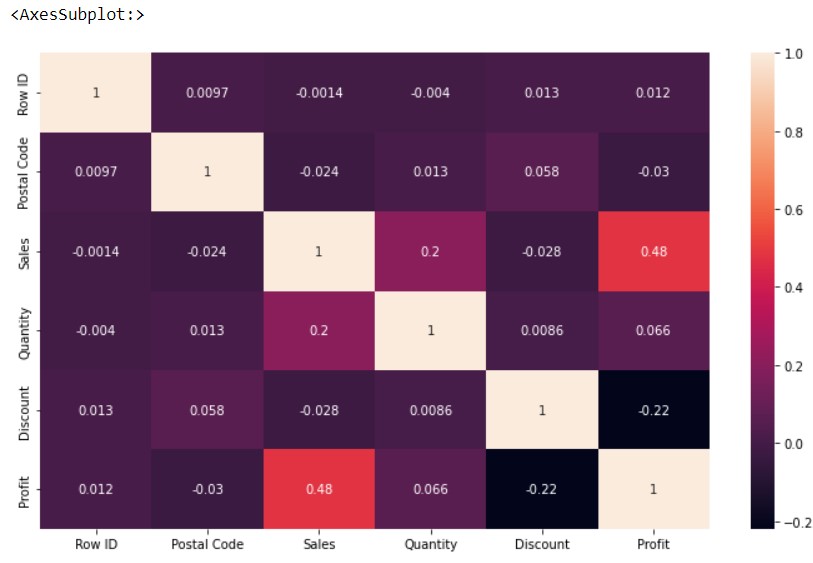 <AxesSubplot:>
Row ID 1 0.0097 -0.0014 -0.004 0.013 0.012
Postal Code 0.0097 1 -0.024 0.013 0.058 -0.03
Sales -0.0014 -0.024 1 0.2 -0.028 0.48
Quantity -0.004 0.013 0.2 1 0.0086 0.066
Discount 0.013 0.058 -0.028 0.0086 1 -0.22
Profit 0.012 -0.03 0.48 0.066 -0.22 1
Row ID Postal Code Sales Quantity Discount Profit
1.0
0.8
0.6
0.4
0.2
0.0
−0.2